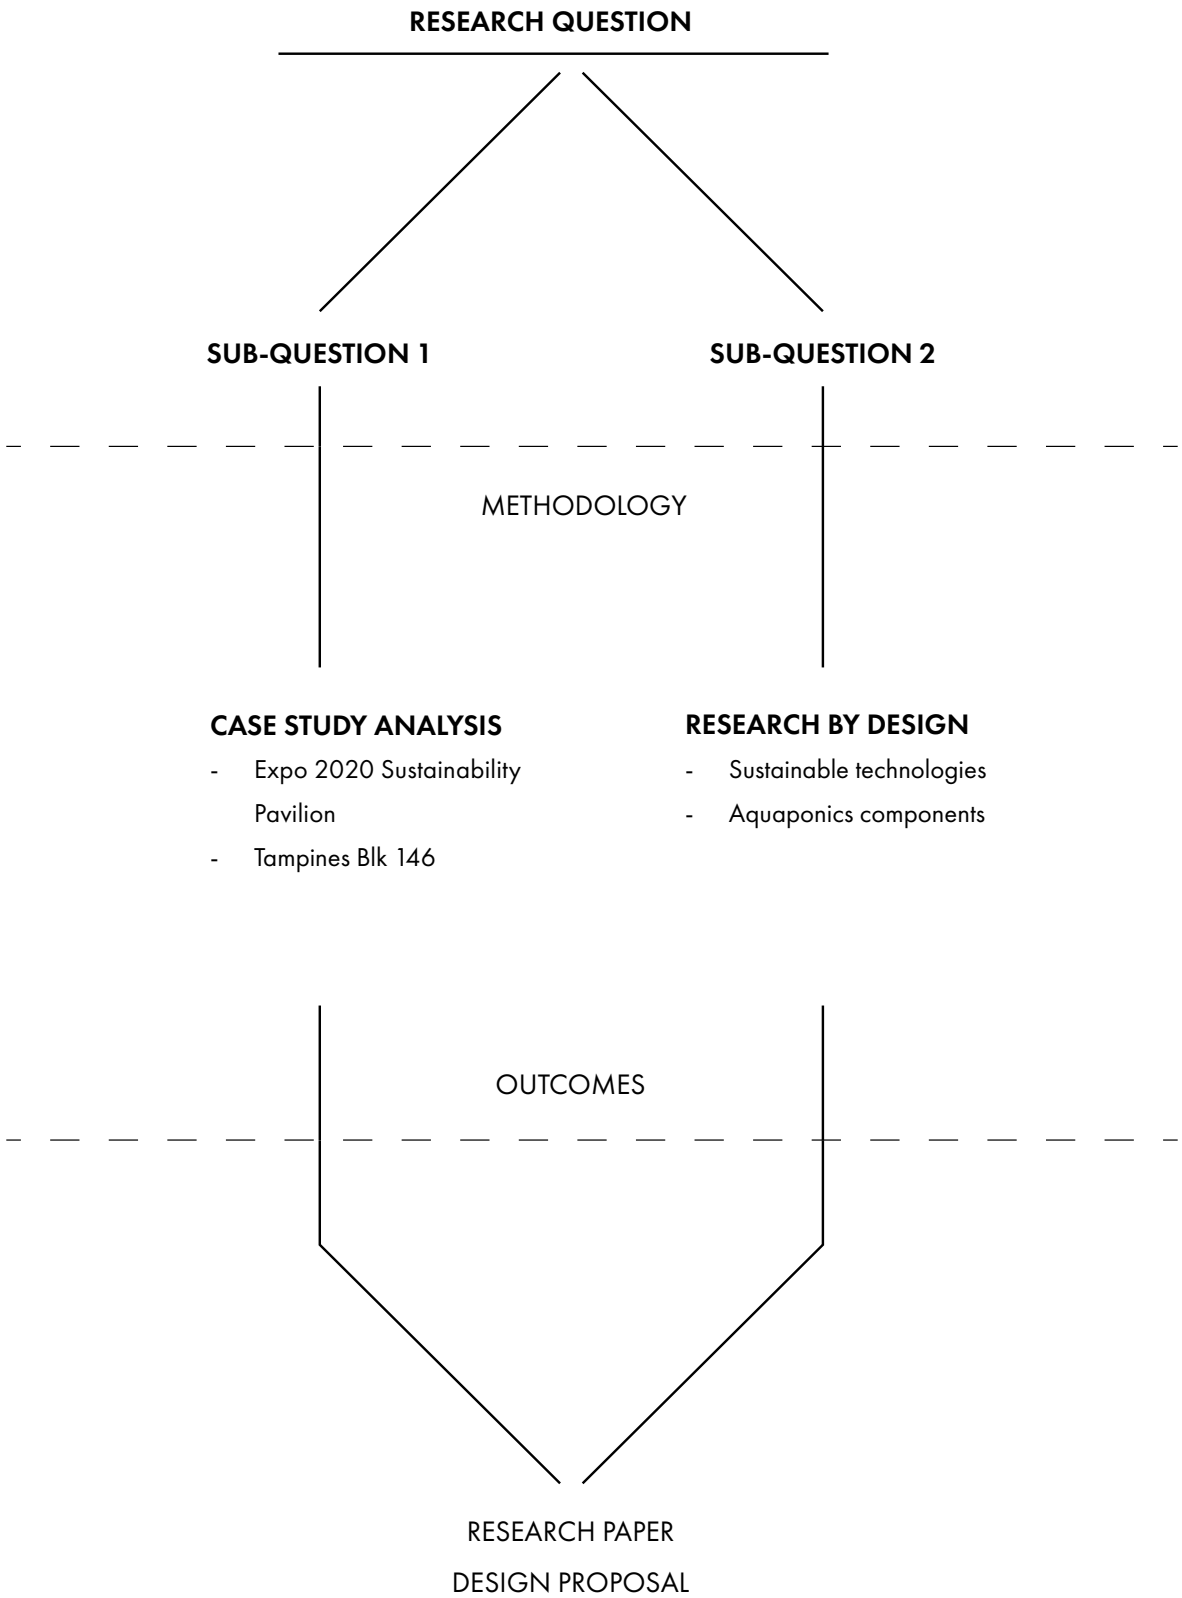 RESEARCH QUESTION
SUB-QUESTION 1
SUB-QUESTION 2
METHODOLOGY
CASE STUDY ANALYSIS
- Expo 2020 Sustainability
Pavilion
- Tampines Blk 146
RESEARCH BY DESIGN
- Sustainable technologies
- Aquaponics components
OUTCOMES
RESEARCH PAPER
DESIGN PROPOSAL